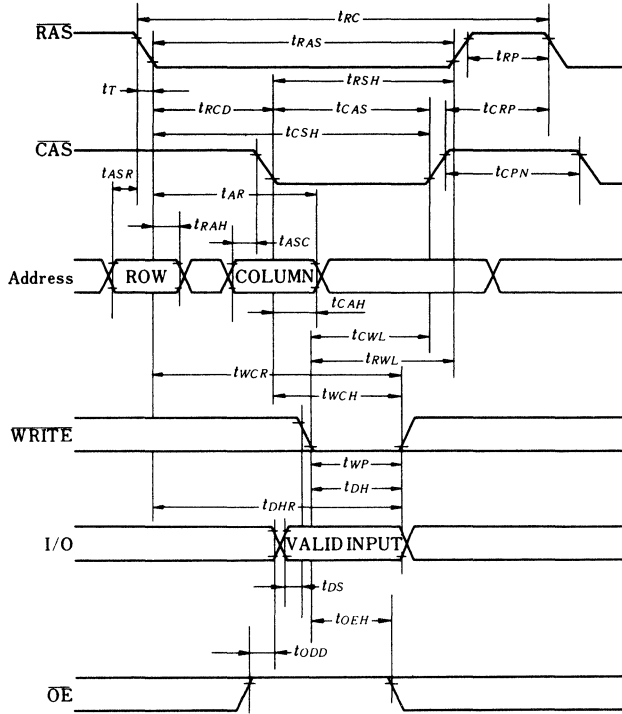 tRC
RAS
tRAS
tRP
tRSH
tT
tRCD
tCAS
tCRP
tCSH
CAS
tASR
tAR
tCPN
tRAH
tASC
Address
ROW
COLUMN
tCAH
tCWL
tRWL
tWCR
tWCH
WRITE
tWP
tDH
tDHR
I/O
VALID INPUT
tDS
tOEH
tODD
OE